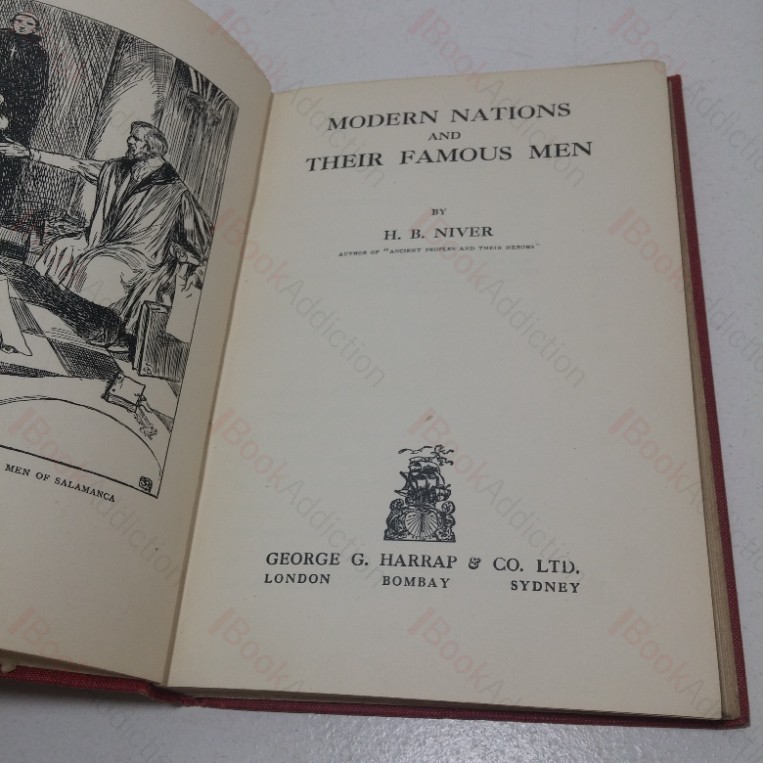 MEN OF SALAMANCA
MODERN NATIONS
AND
THEIR FAMOUS MEN
BY
H. B. NIVER
AUTHOR OF "ANCIENT PEOPLES AND THEIR HEROES"
GEORGE G. HARRAP & CO. LTD.
LONDON BOMBAY SYDNEY
BookAddiction